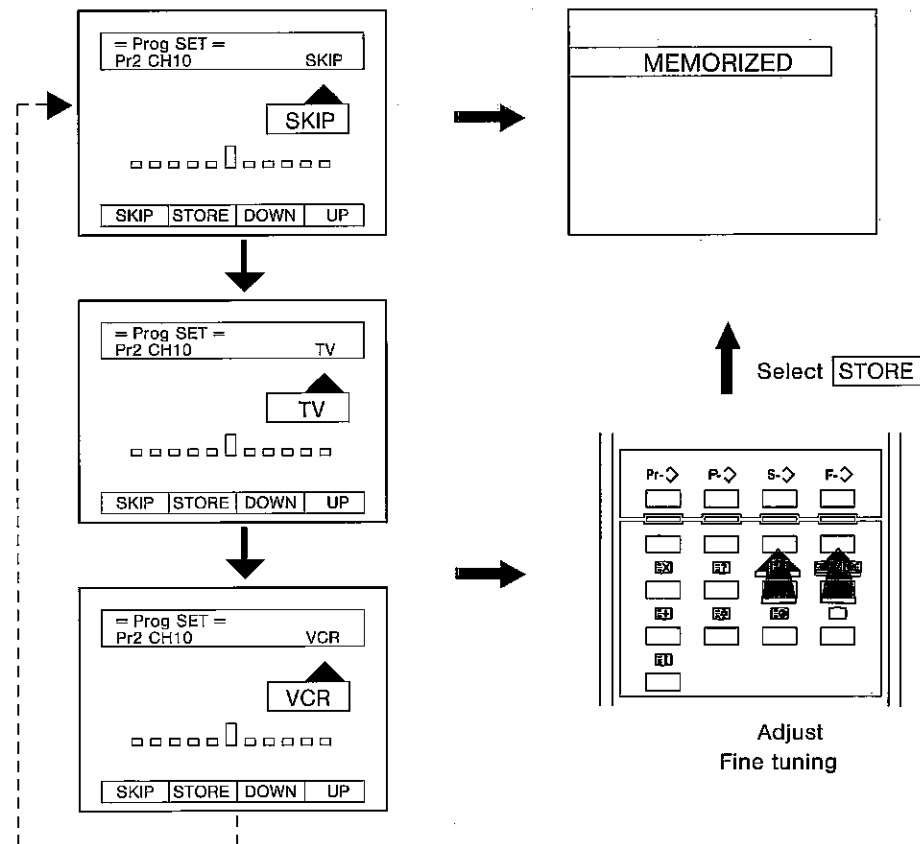 = Prog SET =
Pr2 CH10 SKIP
SKIP
SKIP STORE DOWN UP
MEMORIZED
= Prog SET =
Pr2 CH10 TV
TV
SKIP STORE DOWN UP
Select STORE
= Prog SET =
Pr2 CH10 VCR
VCR
SKIP STORE DOWN UP
Pr- P- S- F-
Adjust
Fine tuning